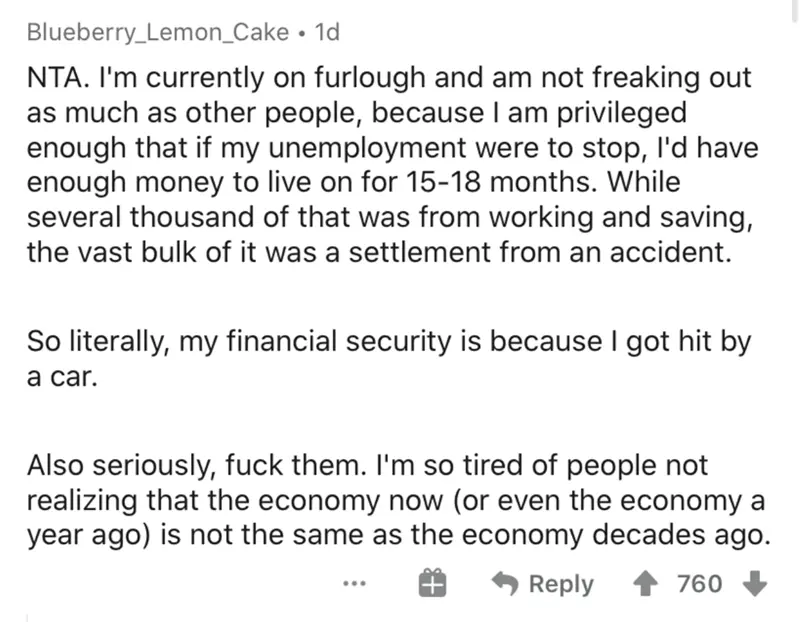 Blueberry_Lemon_Cake • 1d
NTA. I'm currently on furlough and am not freaking out
as much as other people, because I am privileged
enough that if my unemployment were to stop, I'd have
enough money to live on for 15-18 months. While
several thousand of that was from working and saving,
the vast bulk of it was a settlement from an accident.
So literally, my financial security is because I got hit by
a car.
Also seriously, fuck them. I'm so tired of people not
realizing that the economy now (or even the economy a
year ago) is not the same as the economy decades ago.
... Reply 760